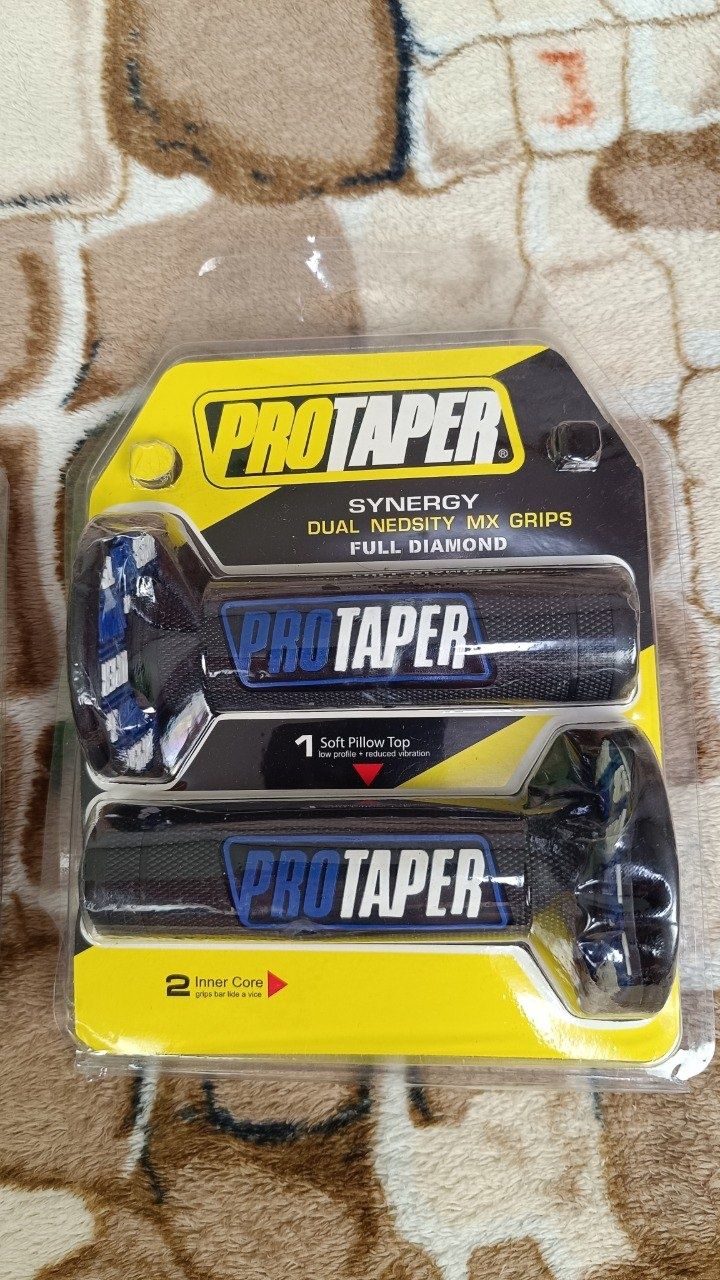 PROTAPER®
SYNERGY
DUAL NEDSITY MX GRIPS
FULL DIAMOND
PROTAPER
1 Soft Pillow Top
low profile + reduced vibration
PROTAPER
2 Inner Core
grips bar lide a vice